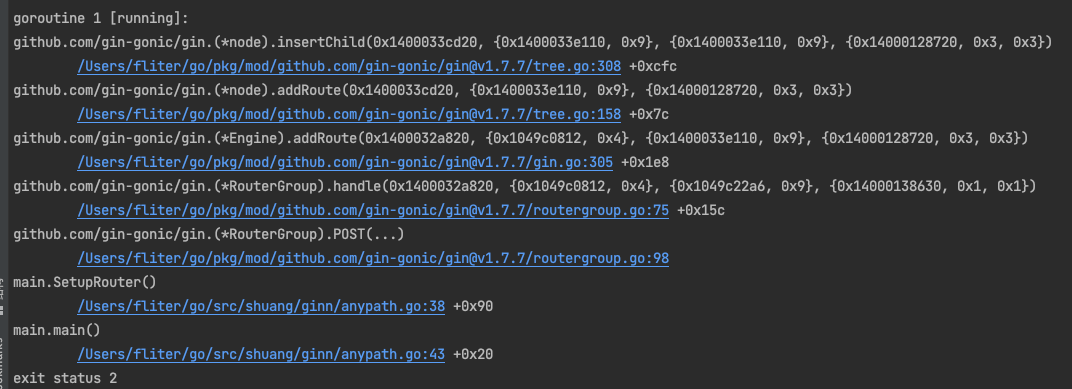 goroutine 1 [running]:
github.com/gin-gonic/gin.(*node).insertChild(0x1400033cd20, {0x1400033e110, 0x9}, {0x1400033e110, 0x9}, {0x14000128720, 0x3, 0x3})
/Users/fliter/go/pkg/mod/github.com/gin-gonic/gin@v1.7.7/tree.go:308 +0xcfc
github.com/gin-gonic/gin.(*node).addRoute(0x1400033cd20, {0x1400033e110, 0x9}, {0x14000128720, 0x3, 0x3})
/Users/fliter/go/pkg/mod/github.com/gin-gonic/gin@v1.7.7/tree.go:158 +0x7c
github.com/gin-gonic/gin.(*Engine).addRoute(0x1400032a820, {0x1049c0812, 0x4}, {0x1400033e110, 0x9}, {0x14000128720, 0x3, 0x3})
/Users/fliter/go/pkg/mod/github.com/gin-gonic/gin@v1.7.7/gin.go:305 +0x1e8
github.com/gin-gonic/gin.(*RouterGroup).handle(0x1400032a820, {0x1049c0812, 0x4}, {0x1049c22a6, 0x9}, {0x14000138630, 0x1, 0x1})
/Users/fliter/go/pkg/mod/github.com/gin-gonic/gin@v1.7.7/routergroup.go:75 +0x15c
github.com/gin-gonic/gin.(*RouterGroup).POST(...)
/Users/fliter/go/pkg/mod/github.com/gin-gonic/gin@v1.7.7/routergroup.go:98
main.SetupRouter()
/Users/fliter/go/src/shuang/ginn/anypath.go:38 +0x90
main.main()
/Users/fliter/go/src/shuang/ginn/anypath.go:43 +0x20
exit status 2